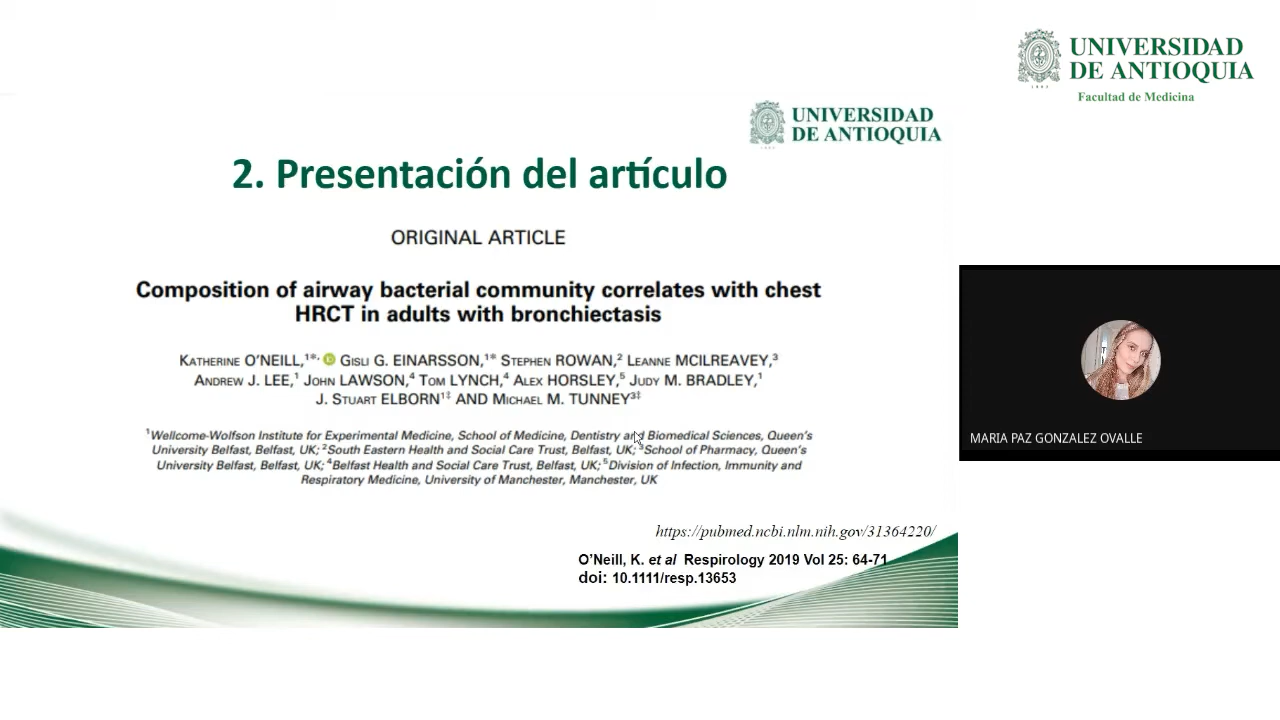 UNIVERSIDAD
DE ANTIOQUIA
Facultad de Medicina
UNIVERSIDAD
DE ANTIOQUIA
2. Presentación del artículo
ORIGINAL ARTICLE
Composition of airway bacterial community correlates with chest
HRCT in adults with bronchiectasis
KATHERINE O'NEILL,¹*, GISLI G. EINARSSON,¹* STEPHEN ROWAN,² LEANNE MCILREAVEY,³
ANDREW J. LEE,¹ JOHN LAWSON,⁴ TOM LYNCH,⁴ ALEX HORSLEY,⁵ JUDY M. BRADLEY,¹
J. STUART ELBORN¹‡ AND MICHAEL M. TUNNEY³‡
¹Wellcome-Wolfson Institute for Experimental Medicine, School of Medicine, Dentistry and Biomedical Sciences, Queen's
University Belfast, Belfast, UK; ²South Eastern Health and Social Care Trust, Belfast, UK; ³School of Pharmacy, Queen's
University Belfast, Belfast, UK; ⁴Belfast Health and Social Care Trust, Belfast, UK; ⁵Division of Infection, Immunity and
Respiratory Medicine, University of Manchester, Manchester, UK
https://pubmed.ncbi.nlm.nih.gov/31364220/
O'Neill, K. et al Respirology 2019 Vol 25: 64-71
doi: 10.1111/resp.13653
MARIA PAZ GONZALEZ OVALLE